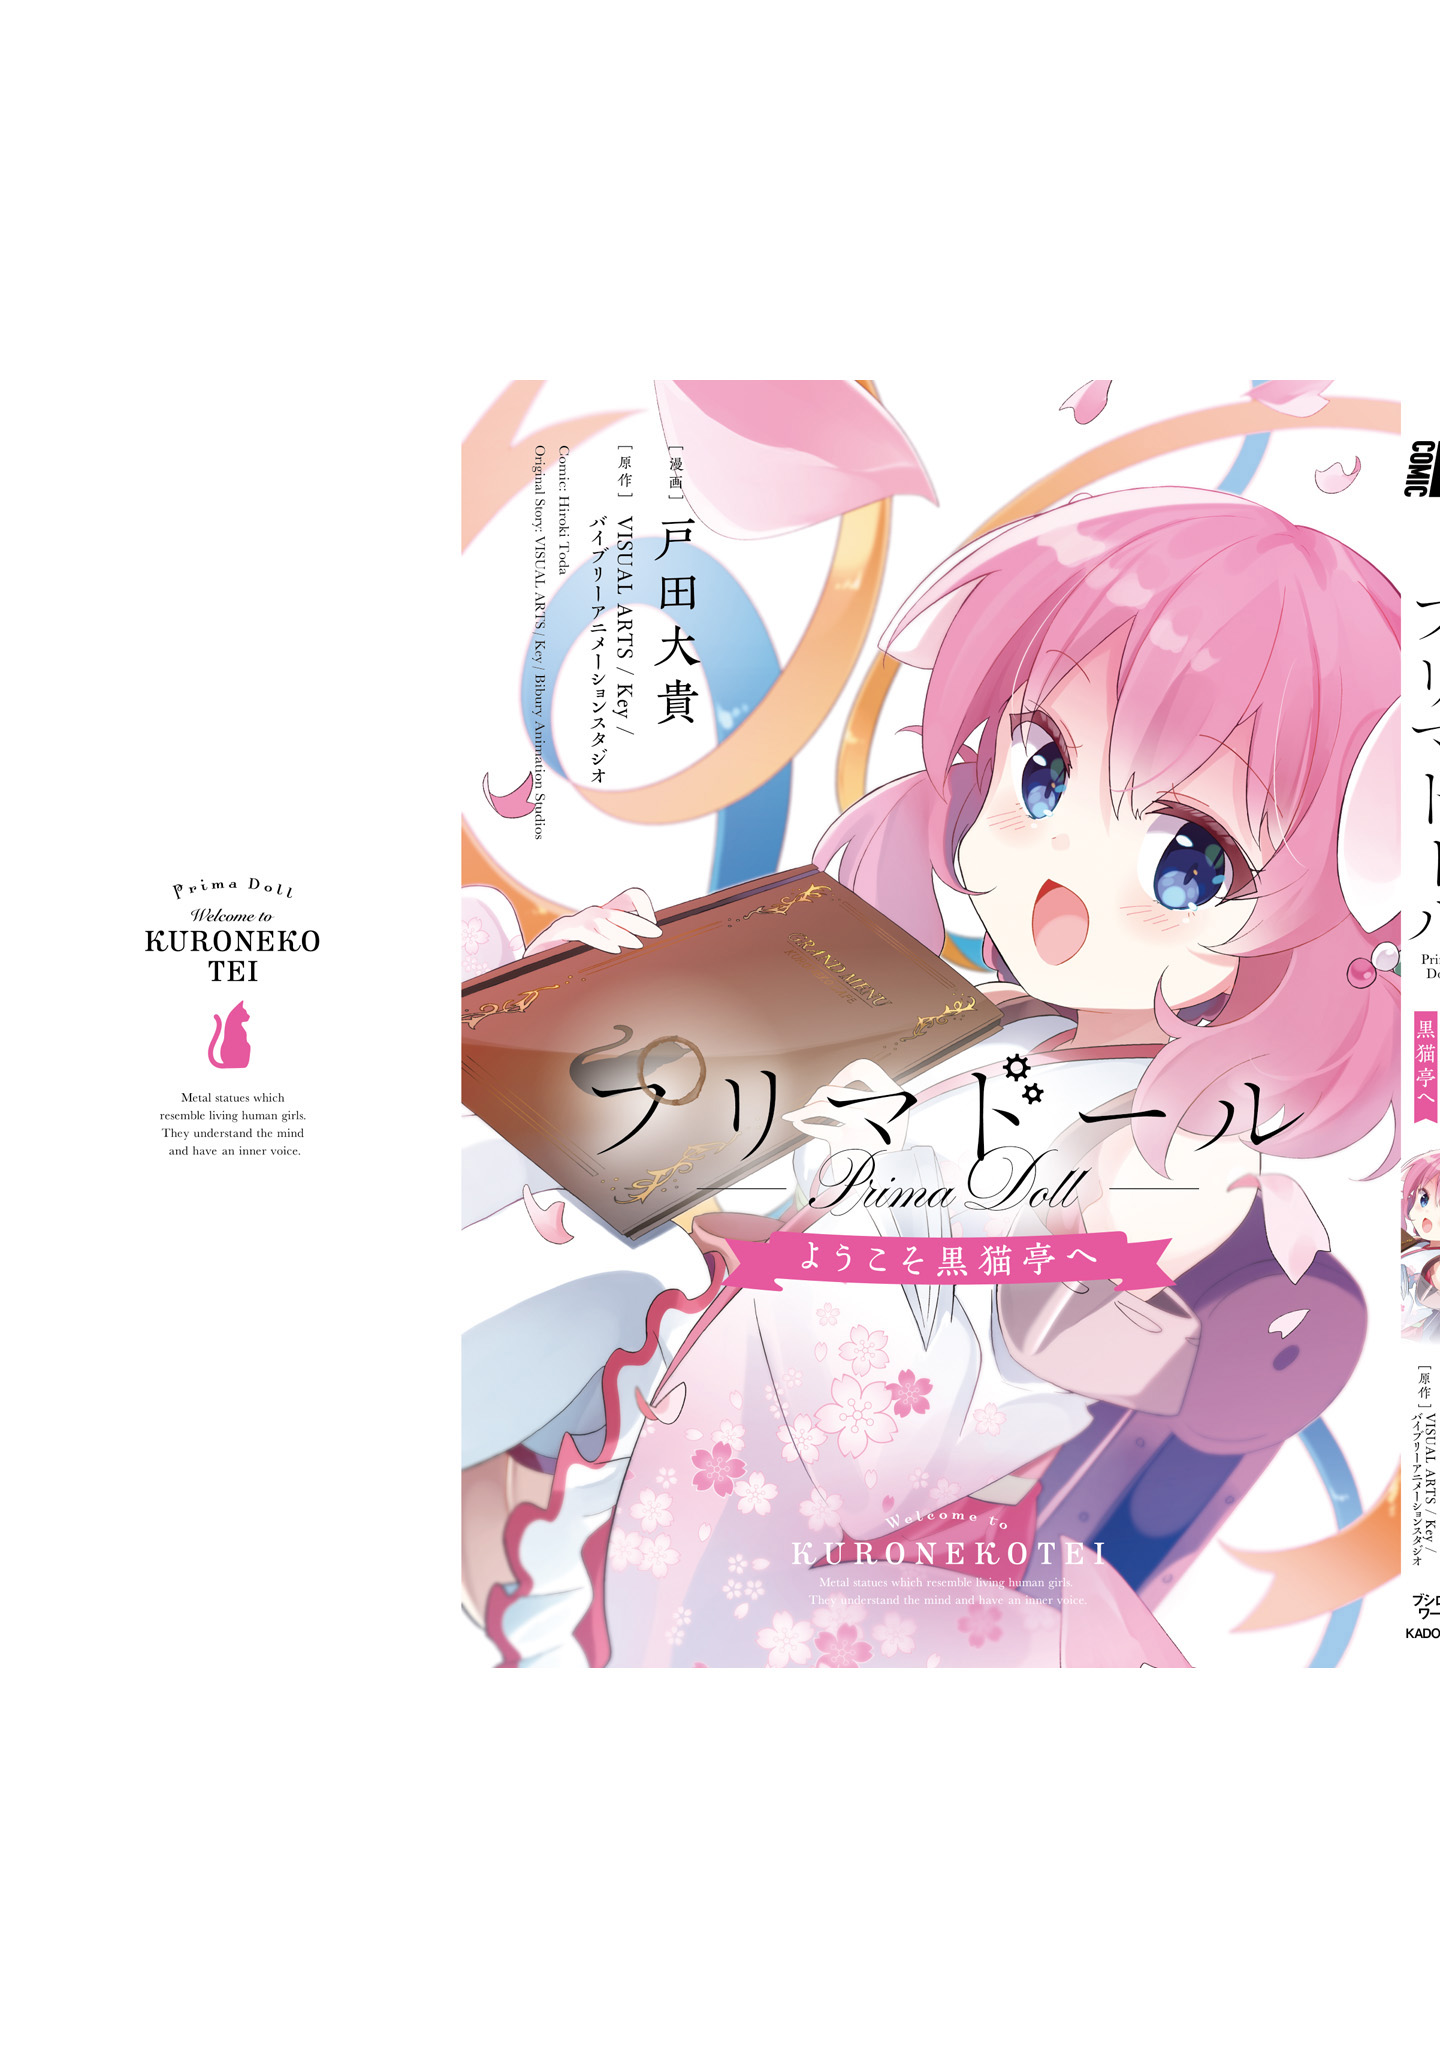 Prima Doll
Welcome to
KURONEKO
TEI
Metal statues which
resemble living human girls.
They understand the mind
and have an inner voice.
[漫画] 戸田大貴
[原作] VISUAL ARTS / Key /
バイブリーアニメーションスタジオ
Comic: Hiroki Toda
Original Story: VISUAL ARTS / Key / Bibury Animation Studios
GRAND MENU
プリマドール
Prima Doll
ようこそ黒猫亭へ
Welcome to
KURONEKOTEI
Metal statues which resemble living human girls.
They understand the mind and have an inner voice.
COMIC
プリマドール
黒猫亭へ
[原作] VISUAL ARTS / Key /
バイブリーアニメーションスタジオ